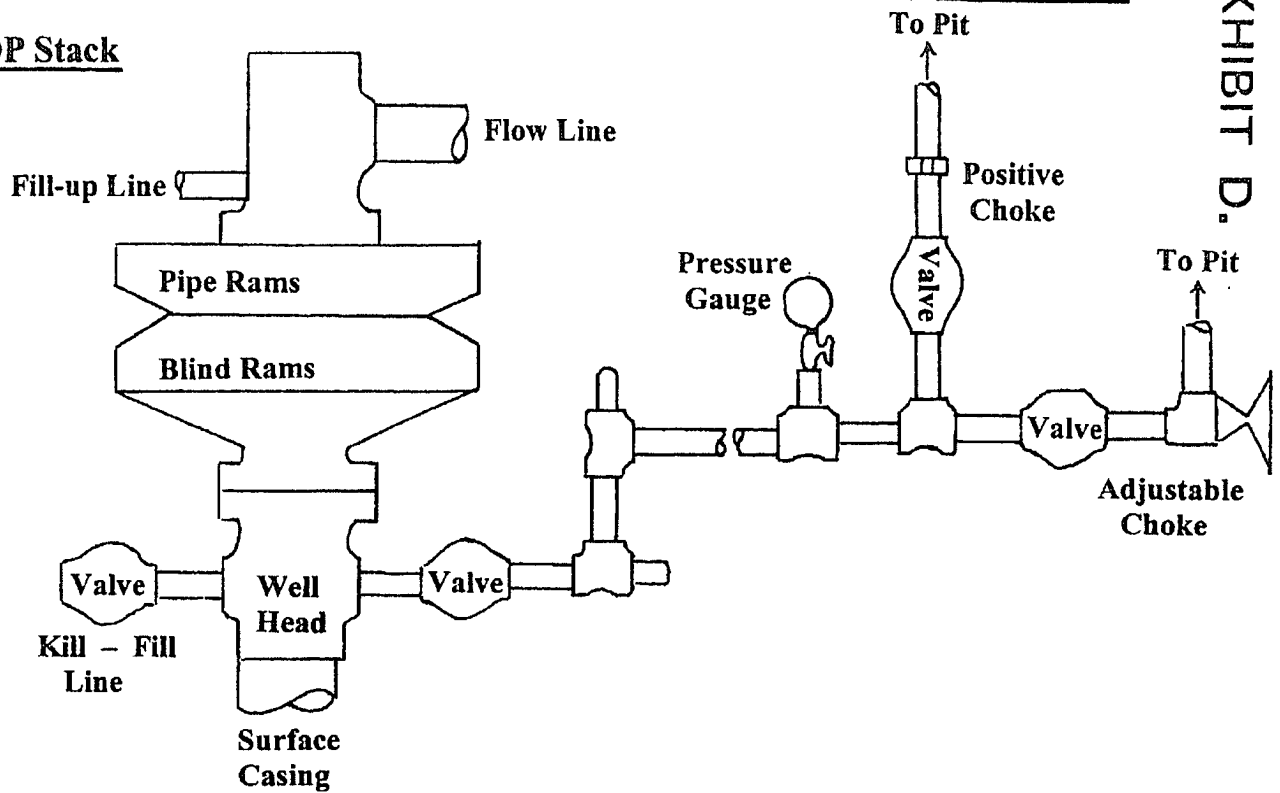 To Pit
Stack
Flow Line
Fill-up Line
Positive
Choke
D.
To Pit
Pressure
Gauge
Valve
Pipe Rams
Blind Rams
Valve
Adjustable
Choke
Valve
Well
Head
Valve
Kill – Fill
Line
Surface
Casing